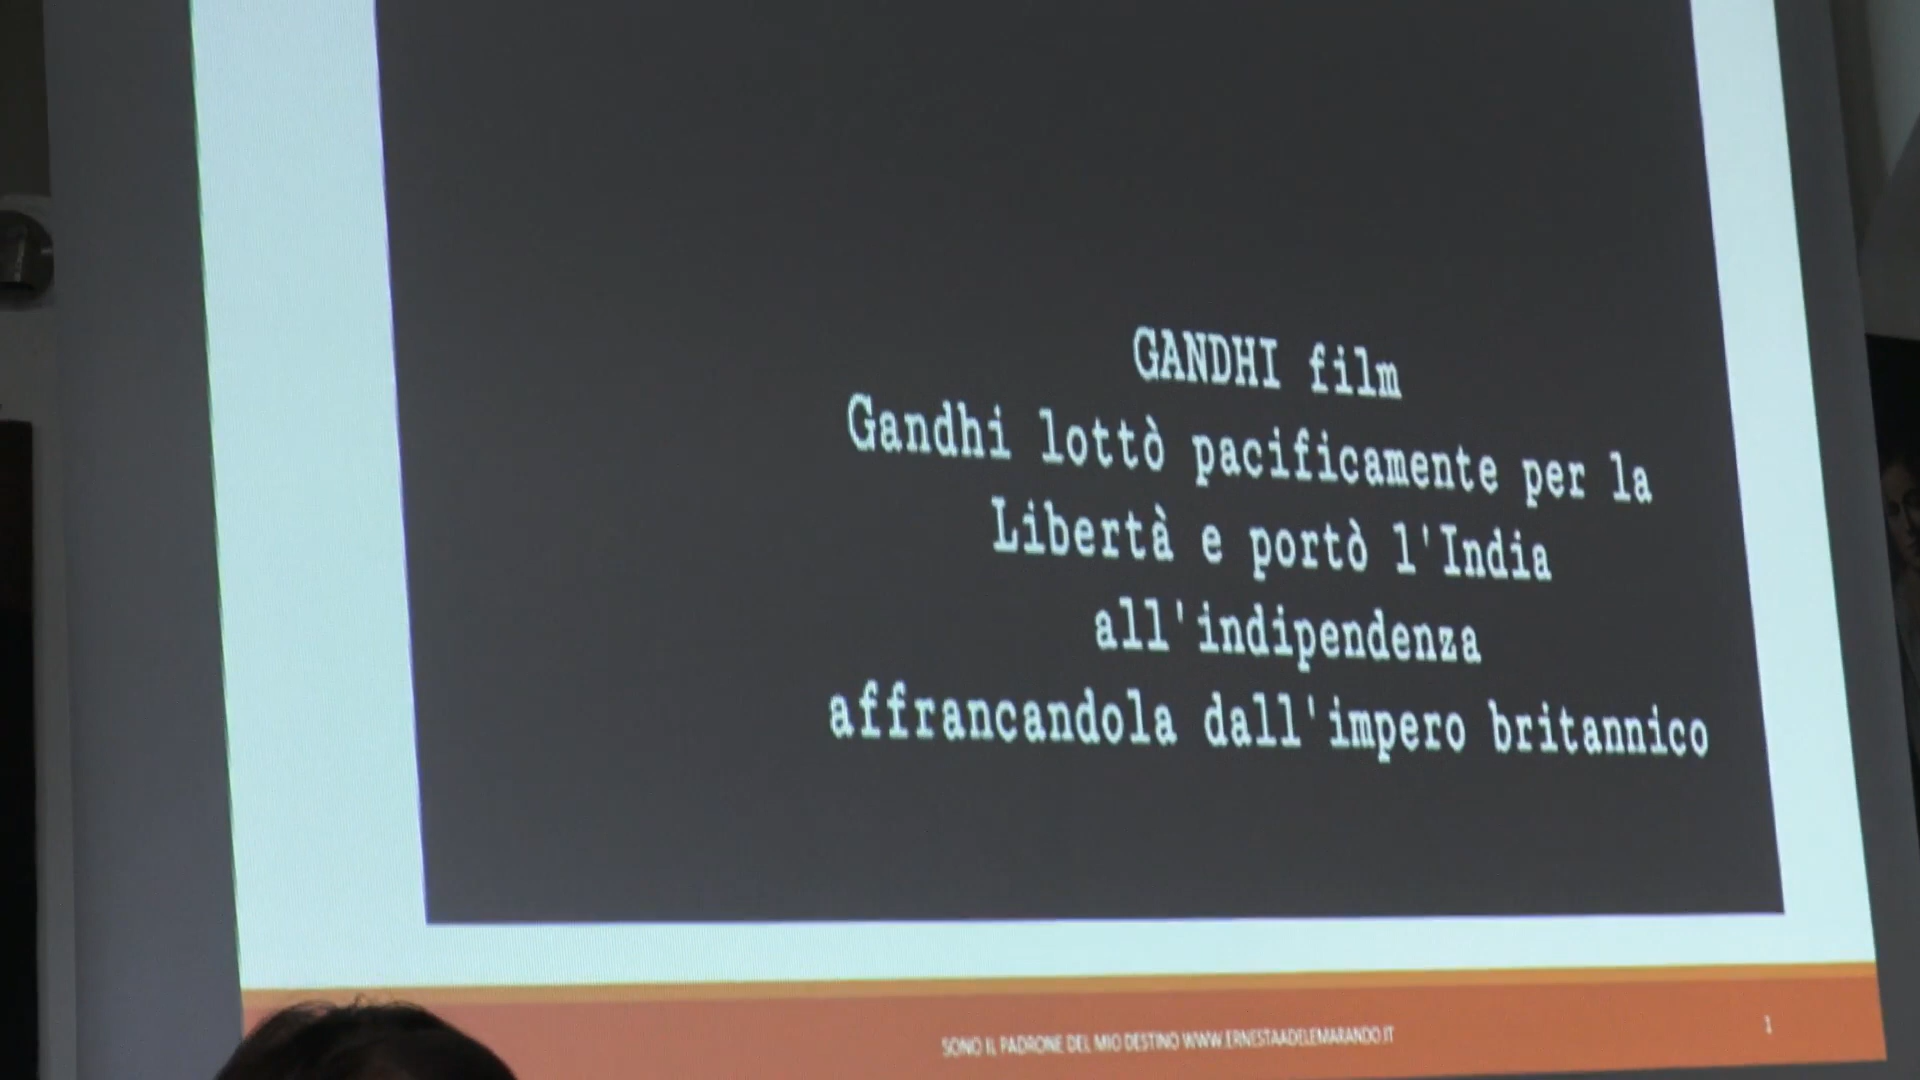 GANDHI film
Gandhi lottò pacificamente per la
Libertà e portò l'India
all'indipendenza
affrancandola dall'impero britannico
SONO IL PADRONE DEL MIO DESTINO WWW.ERNESTAADELEMARANDO.IT
1